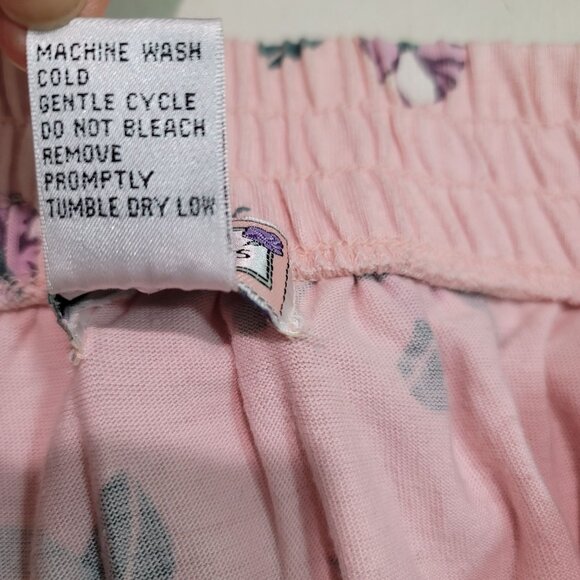 MACHINE WASH
COLD
GENTLE CYCLE
DO NOT BLEACH
REMOVE
PROMPTLY
TUMBLE DRY LOW
S